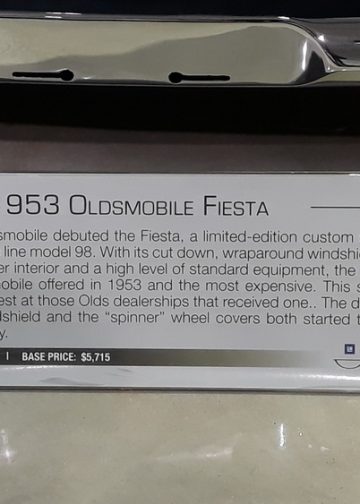 953 OLDSMOBILE FIESTA
smobile debuted the Fiesta, a limited-edition custom
line model 98. With its cut down, wraparound windshi
er interior and a high level of standard equipment, the
obile offered in 1953 and the most expensive. This s
est at those Olds dealerships that received one.. The d
dshield and the “spinner” wheel covers both started t
y.
| BASE PRICE: $5,715